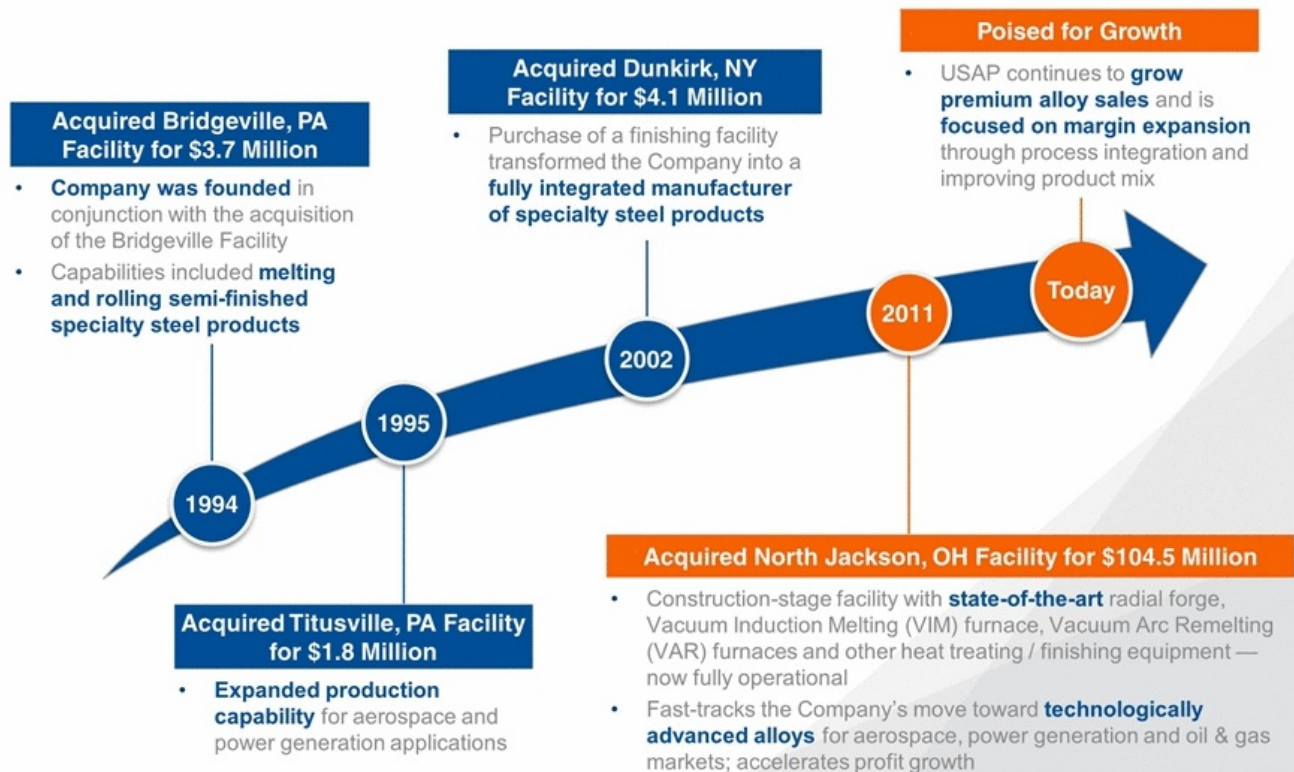 Acquired Bridgeville, PA
Facility for $3.7 Million
• Company was founded in
conjunction with the acquisition
of the Bridgeville Facility
• Capabilities included melting
and rolling semi-finished
specialty steel products
1994
1995
Acquired Titusville, PA Facility
for $1.8 Million
• Expanded production
capability for aerospace and
power generation applications
Acquired Dunkirk, NY
Facility for $4.1 Million
• Purchase of a finishing facility
transformed the Company into a
fully integrated manufacturer
of specialty steel products
2002
2011
Acquired North Jackson, OH Facility for $104.5 Million
• Construction-stage facility with state-of-the-art radial forge,
Vacuum Induction Melting (VIM) furnace, Vacuum Arc Remelting
(VAR) furnaces and other heat treating / finishing equipment —
now fully operational
• Fast-tracks the Company’s move toward technologically
advanced alloys for aerospace, power generation and oil & gas
markets; accelerates profit growth
Poised for Growth
• USAP continues to grow
premium alloy sales and is
focused on margin expansion
through process integration and
improving product mix
Today